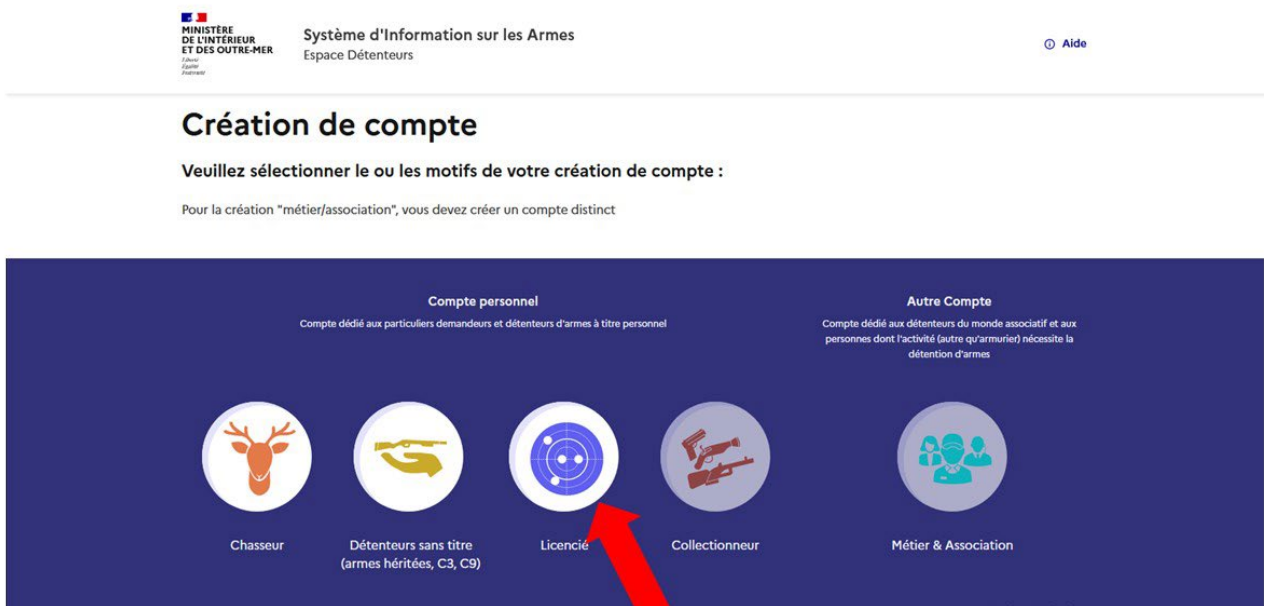 MINISTÈRE
DE L'INTÉRIEUR
ET DES OUTRE-MER
Liberté
Égalité
Fraternité
Système d'Information sur les Armes
Espace Détenteurs
Aide
Création de compte
Veuillez sélectionner le ou les motifs de votre création de compte :
Pour la création "métier/association", vous devez créer un compte distinct
Compte personnel
Compte dédié aux particuliers demandeurs et détenteurs d'armes à titre personnel
Autre Compte
Compte dédié aux détenteurs du monde associatif et aux
personnes dont l'activité (autre qu'armurier) nécessite la
détention d'armes
Chasseur
Détenteurs sans titre
(armes héritées, C3, C9)
Licencié
Collectionneur
Métier & Association